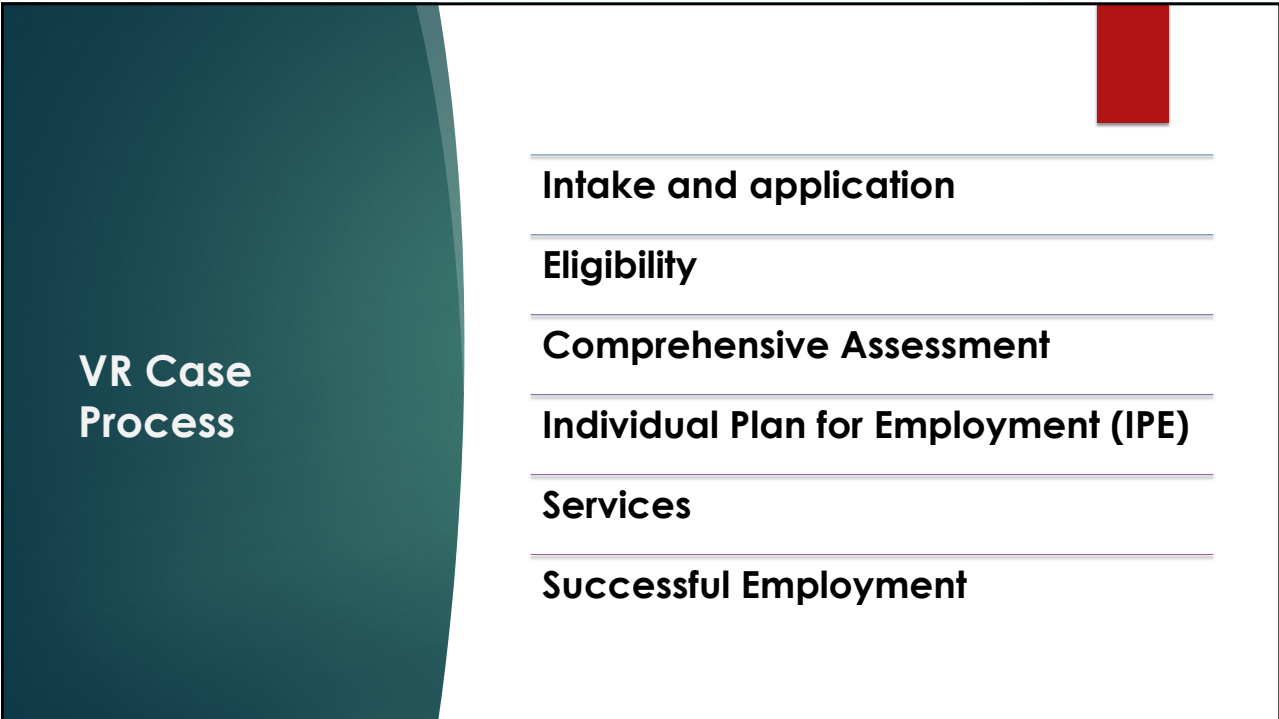 VR Case
Process
Intake and application
Eligibility
Comprehensive Assessment
Individual Plan for Employment (IPE)
Services
Successful Employment